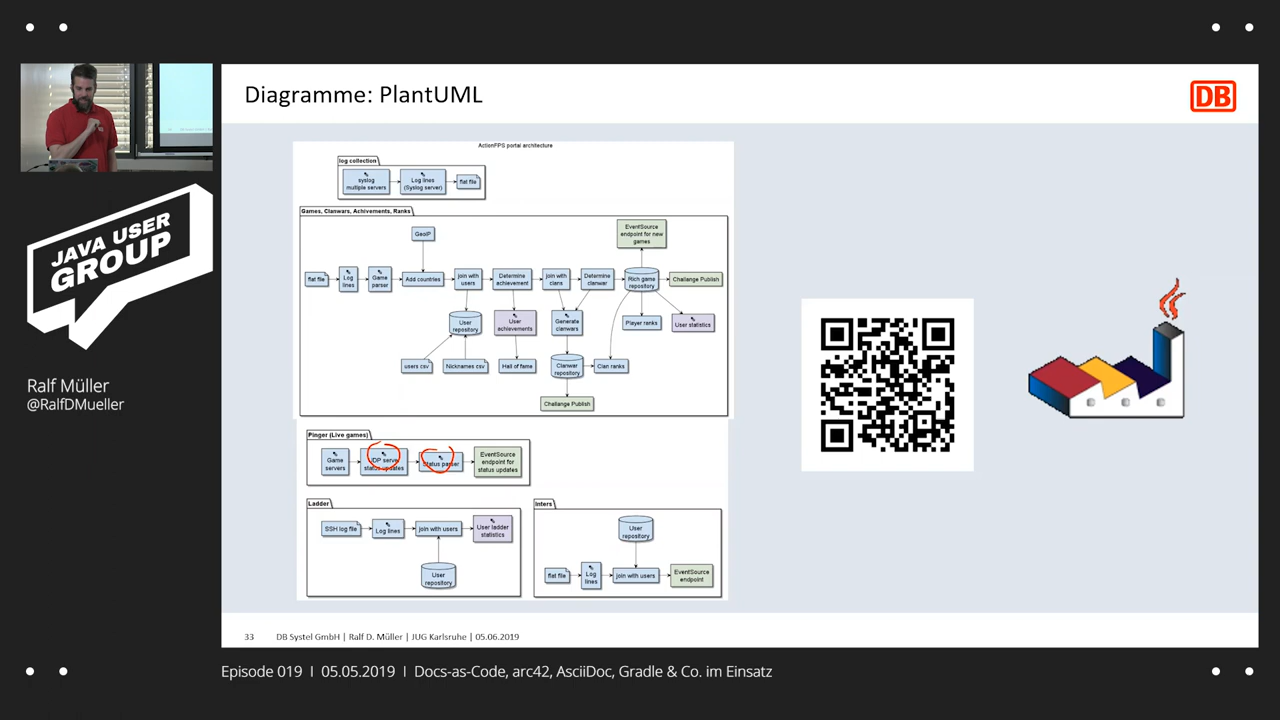 Diagramme: PlantUML
DB
JAVA USER
GROUP
Ralf Müller
@RalfDMueller
ActionFPS portal architecture
log collection
syslog
multiple servers
Log lines
(Syslog server)
flat file
Games, Clanwars, Achivements, Ranks
GeoIP
EventSource
endpoint for new
games
flat file
Log
lines
Game
parser
Add countries
join with
users
Determine
achievement
join with
clans
Determine
clanwar
Rich game
repository
Challange Publish
User
repository
User
achievements
Generate
clanwars
Player ranks
User statistics
users csv
Nicknames csv
Hall of fame
Clanwar
repository
Clan ranks
Challange Publish
Pinger (Live games)
Game
servers
status updates
EventSource
endpoint for
status updates
Ladder
SSH log file
Log lines
join with users
User ladder
statistics
User
repository
Inters
User
repository
flat file
Log
lines
join with users
EventSource
endpoint
33 DB Systel GmbH | Ralf D. Müller | JUG Karlsruhe | 05.06.2019
Episode 019 I 05.05.2019 I Docs-as-Code, arc42, AsciiDoc, Gradle & Co. im Einsatz